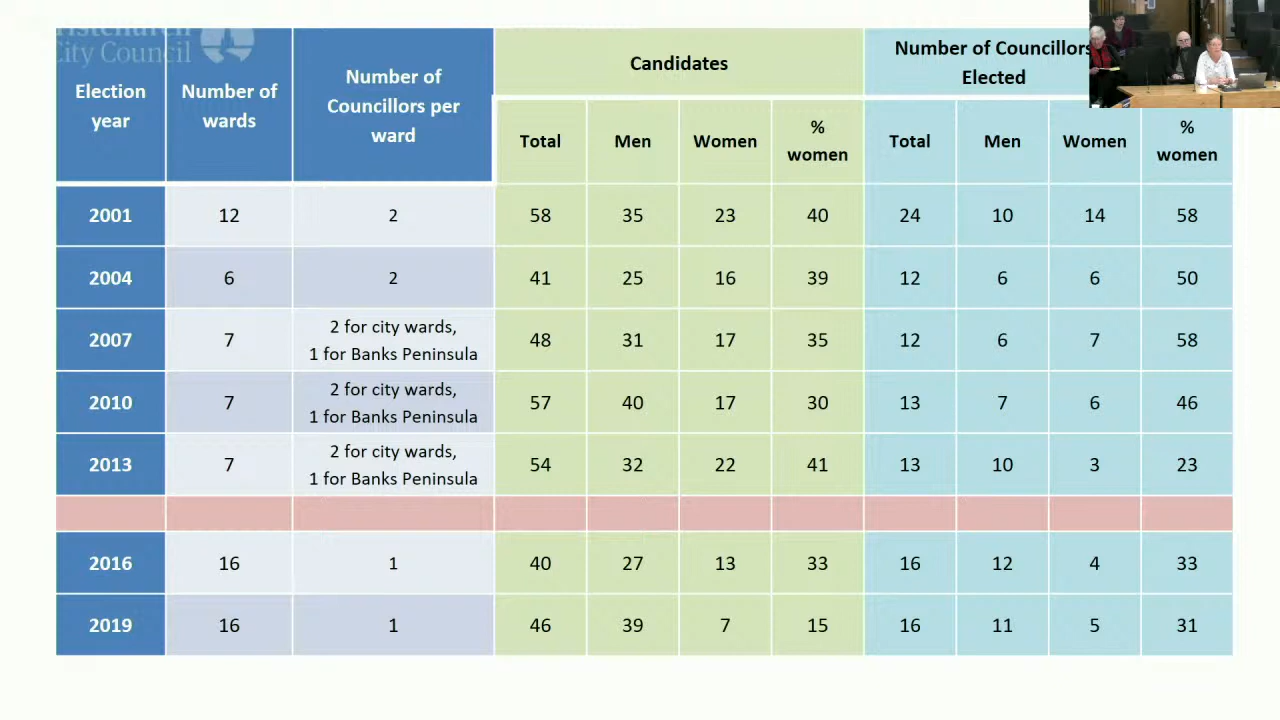 City Council
Election year
Number of wards
Number of Councillors per ward
Candidates
Number of Councillors Elected
Total Men Women % women Total Men Women % women
2001 12 2 58 35 23 40 24 10 14 58
2004 6 2 41 25 16 39 12 6 6 50
2007 7 2 for city wards, 1 for Banks Peninsula 48 31 17 35 12 6 7 58
2010 7 2 for city wards, 1 for Banks Peninsula 57 40 17 30 13 7 6 46
2013 7 2 for city wards, 1 for Banks Peninsula 54 32 22 41 13 10 3 23
2016 16 1 40 27 13 33 16 12 4 33
2019 16 1 46 39 7 15 16 11 5 31